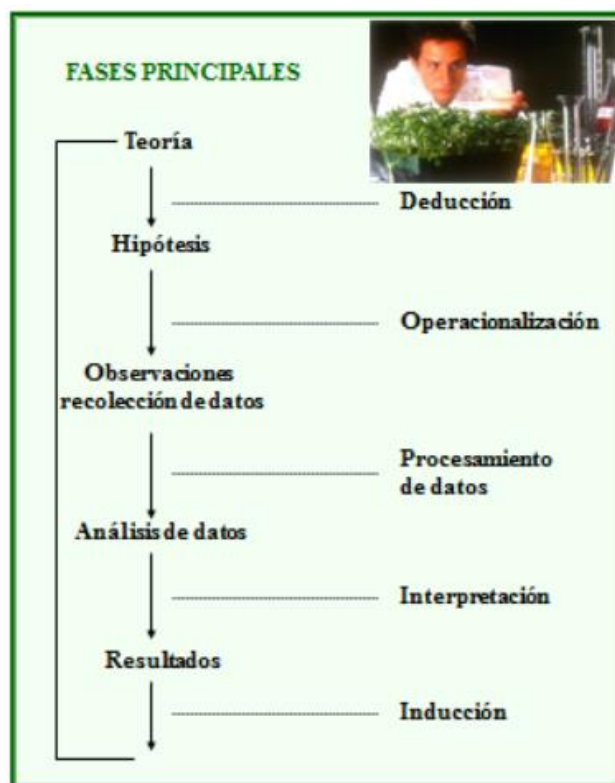 FASES PRINCIPALES
Teoría
Deducción
Hipótesis
Operacionalización
Observaciones
recolección de datos
Procesamiento
de datos
Análisis de datos
Interpretación
Resultados
Inducción